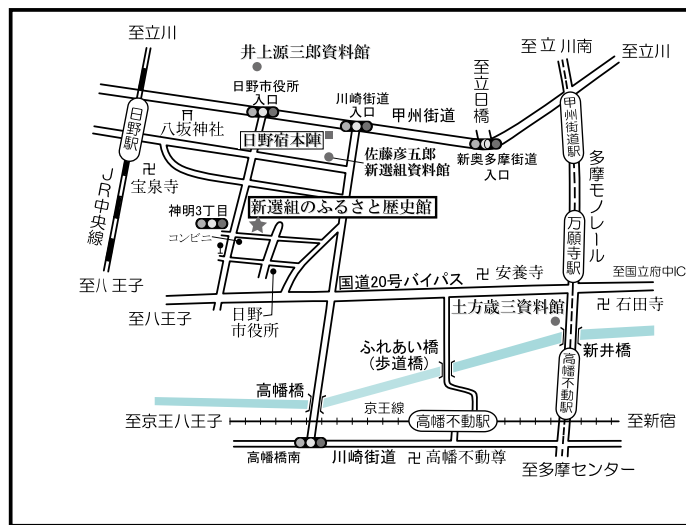 至立川
井上源三郎資料館
至立川南
至立川
至立日橋
日野市役所
入口
川崎街道
入口
甲州街道
甲州街道駅
日野駅
八坂神社
日野宿本陣
新奥多摩街道
入口
佐藤彦五郎
新選組資料館
多摩モノレール
宝泉寺
JR中央線
神明3丁目
新選組のふるさと歴史館
コンビニ
万願寺駅
至八王子
国道20号バイパス
卍 安養寺
至国立府中IC
至八王子
日野
市役所
土方歳三資料館
卍 石田寺
ふれあい橋
(歩道橋)
新井橋
高幡橋
高幡不動駅
京王線
至京王八王子
高幡不動駅
至新宿
高幡橋南
川崎街道
卍 高幡不動尊
至多摩センター